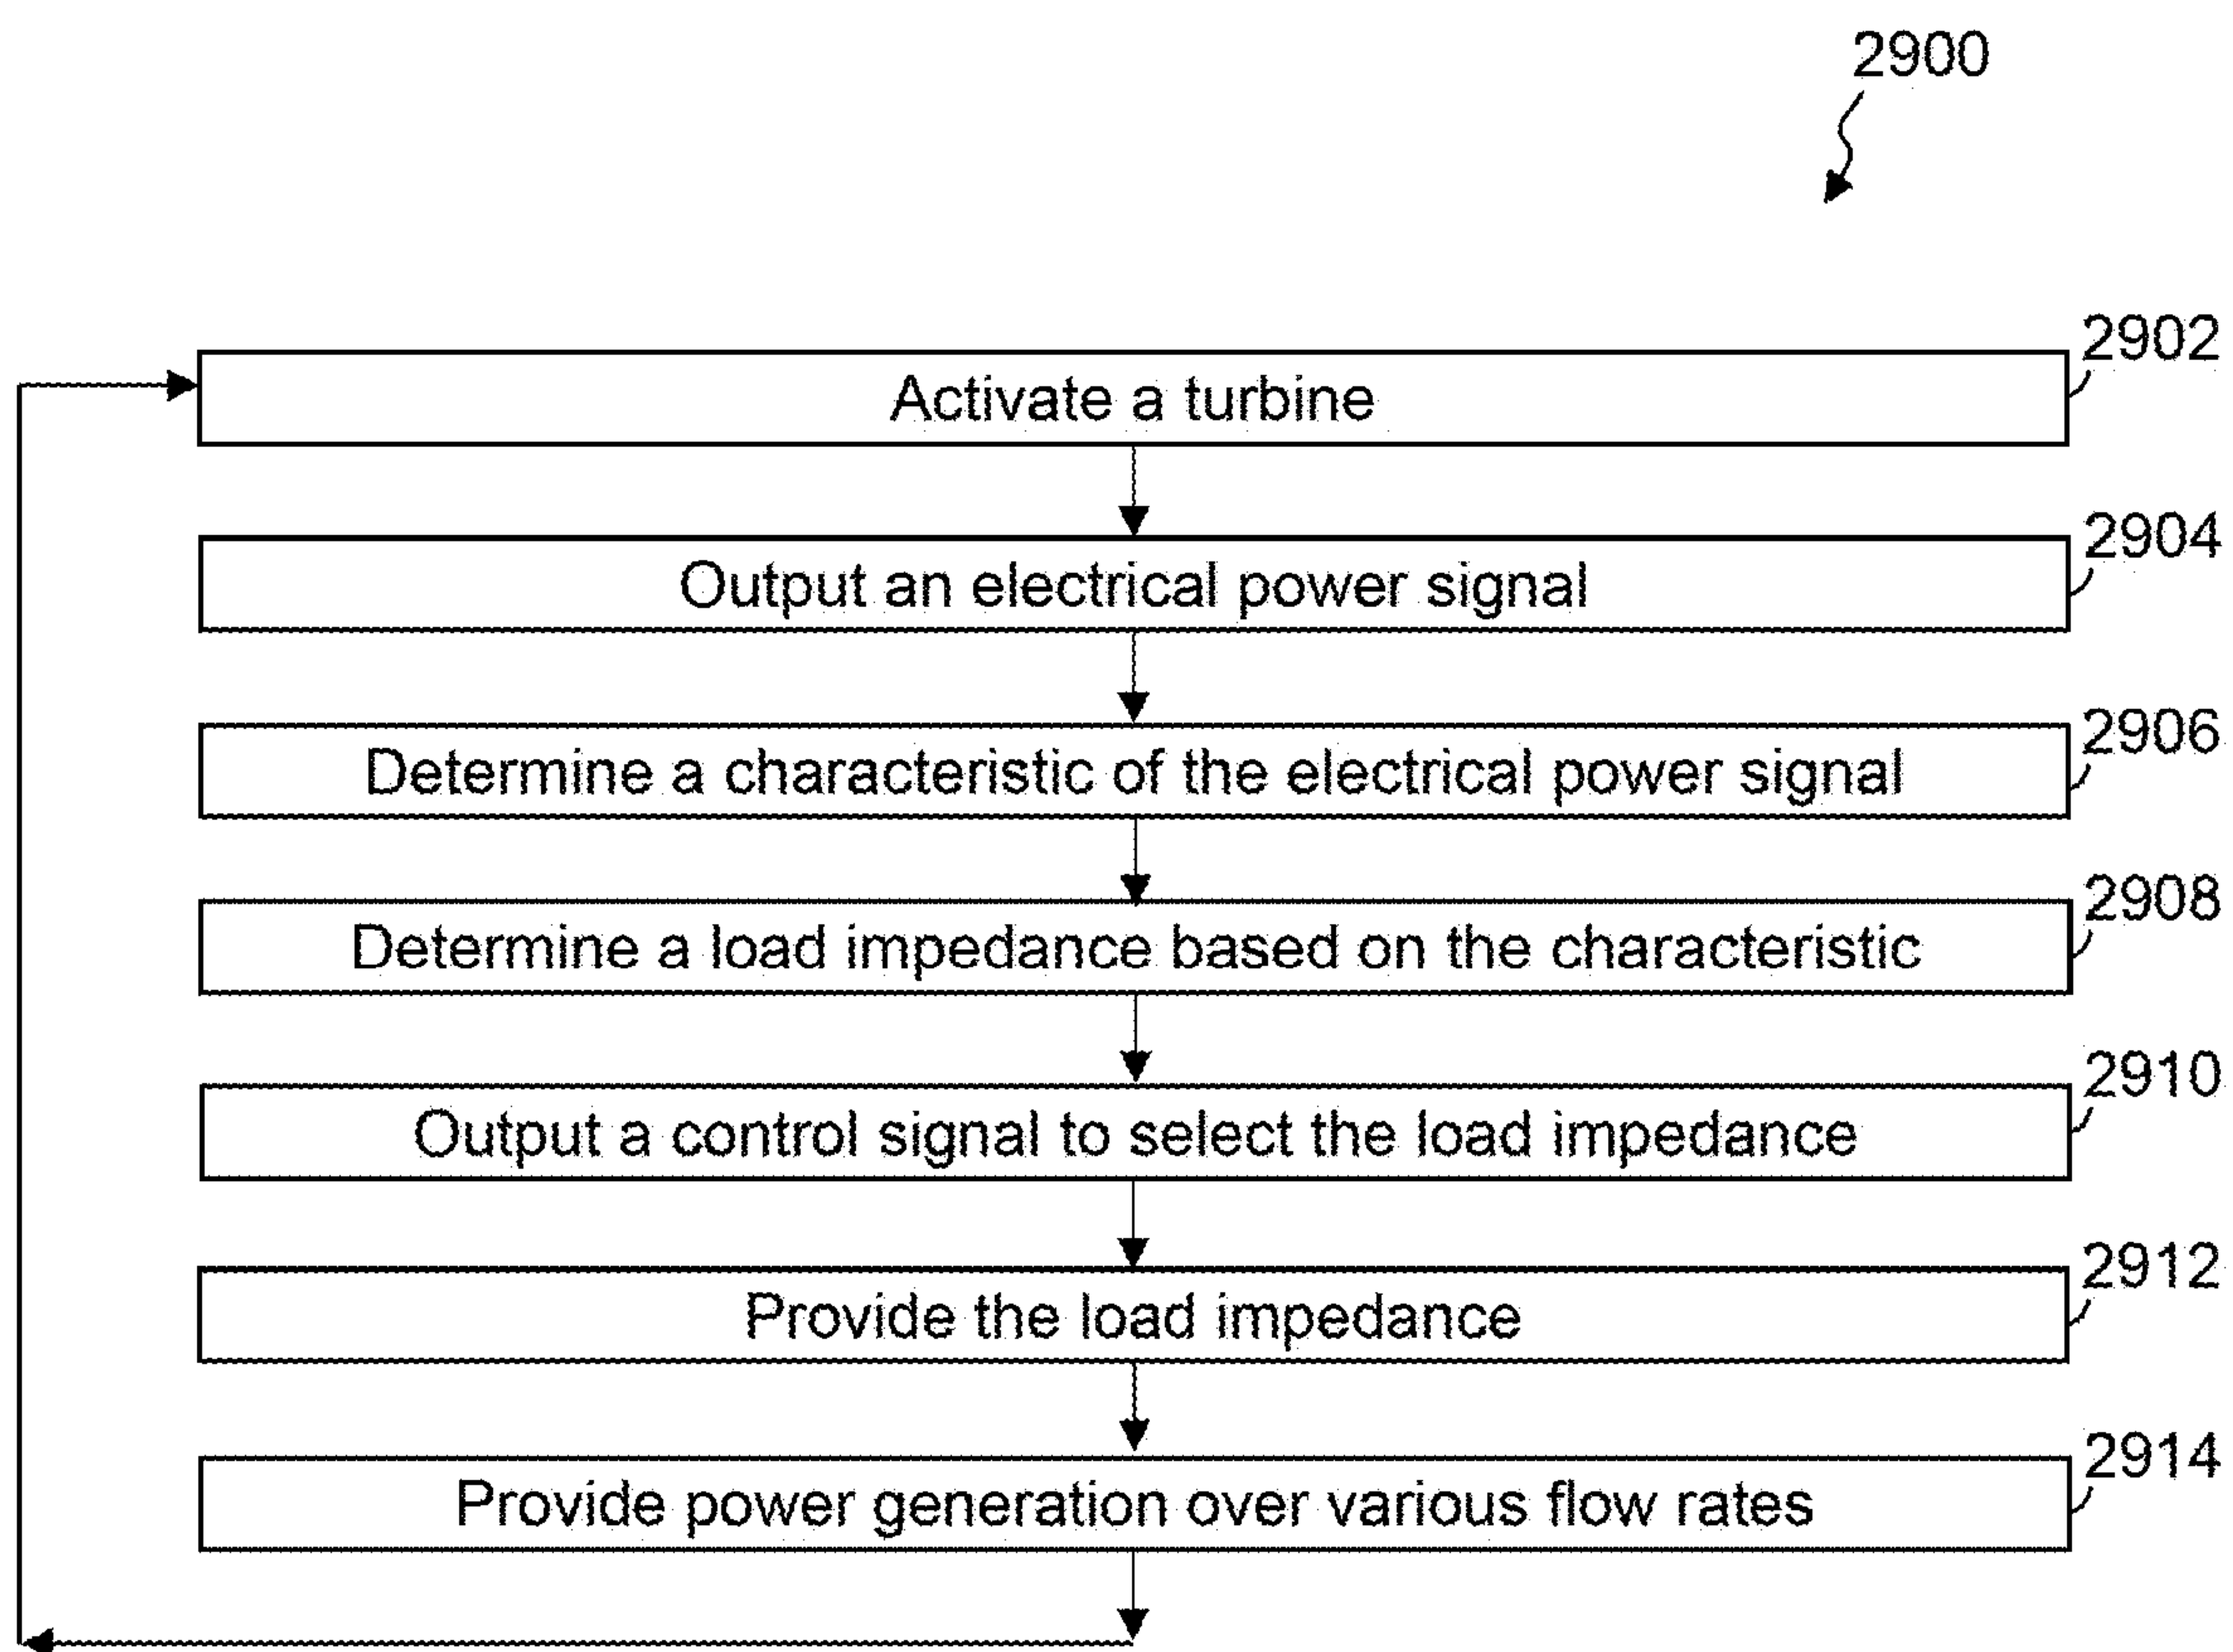 2900
2902
Activate a turbine
2904
Output an electrical power signal
2906
Determine a characteristic of the electrical power signal
2908
Determine a load impedance based on the characteristic
2910
Output a control signal to select the load impedance
2912
Provide the load impedance
2914
Provide power generation over various flow rates